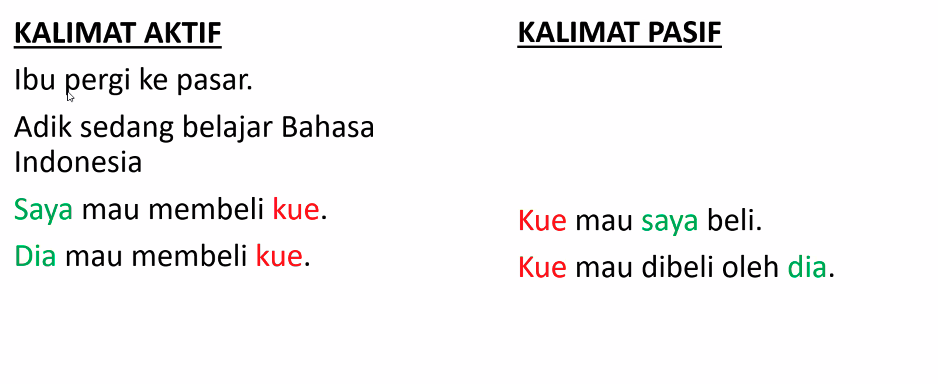 KALIMAT AKTIF
Ibu pergi ke pasar.
Adik sedang belajar Bahasa
Indonesia
Saya mau membeli kue.
Dia mau membeli kue.
KALIMAT PASIF
Kue mau saya beli.
Kue mau dibeli oleh dia.